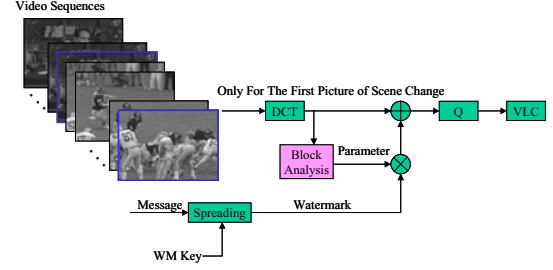 Video Sequences
Only For The First Picture of Scene Change
DCT
Q
VLC
Block
Analysis
Parameter
Message
Spreading
Watermark
WM Key